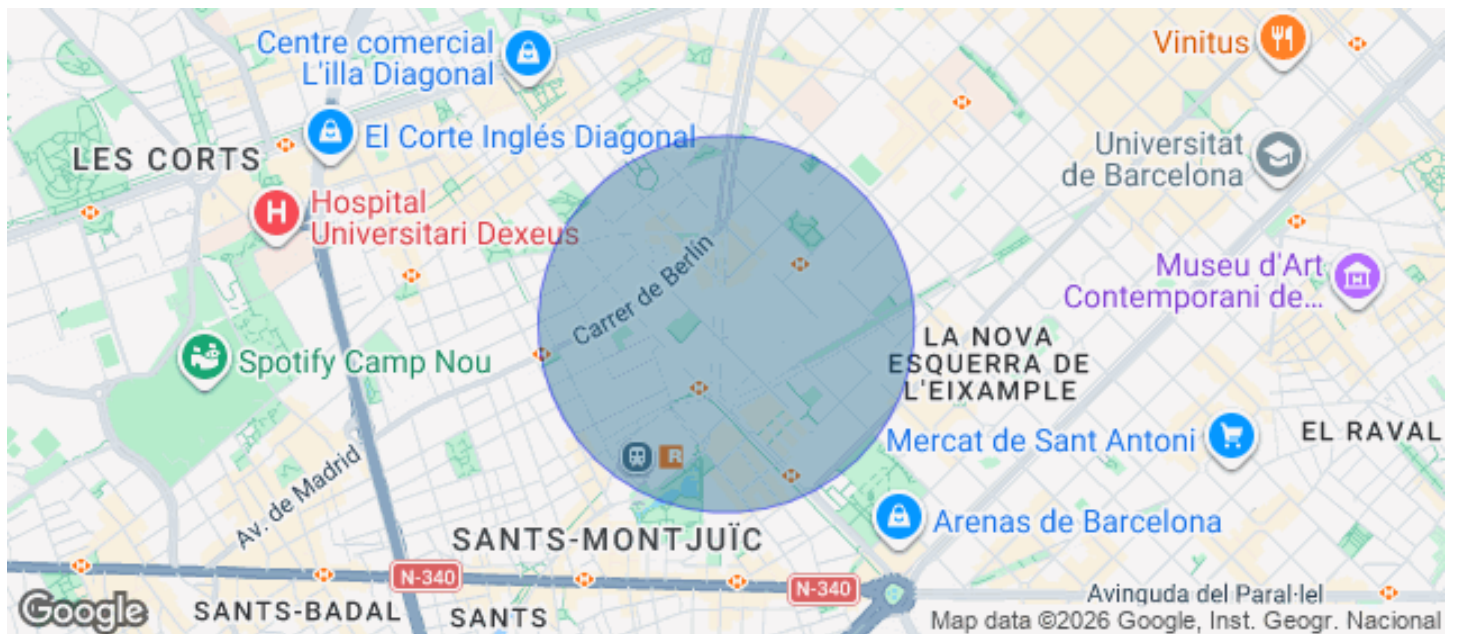 Centre comercial
L'illa Diagonal
Vinitus
El Corte Inglés Diagonal
LES CORTS
Universitat
de Barcelona
H
Hospital
Universitari Dexeus
Carrer de Berlín
Museu d'Art
Contemporani de...
Spotify Camp Nou
LA NOVA
ESQUERRA DE
L'EIXAMPLE
Mercat de Sant Antoni
EL RAVAL
R
Av. de Madrid
Arenas de Barcelona
SANTS-MONTJUÏC
N-340
N-340
Avinguda del Paral·lel
Google
SANTS-BADAL
SANTS
Map data ©2026 Google, Inst. Geogr. Nacional